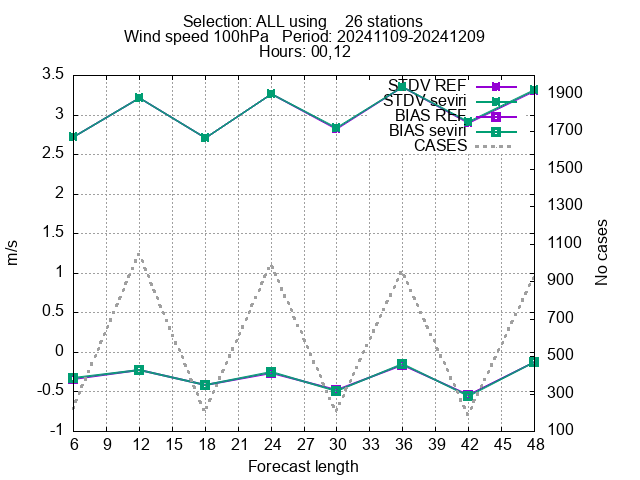 Selection: ALL using    26 stations
Wind speed 100hPa   Period: 20241109-20241209
Hours: 00,12
STDV REF
STDV seviri
BIAS REF
BIAS seviri
CASES
3.5
3
2.5
2
1.5
1
0.5
0
-0.5
-1
m/s
1900
1700
1500
1300
1100
900
700
500
300
100
No cases
6 9 12 15 18 21 24 27 30 33 36 39 42 45 48
Forecast length